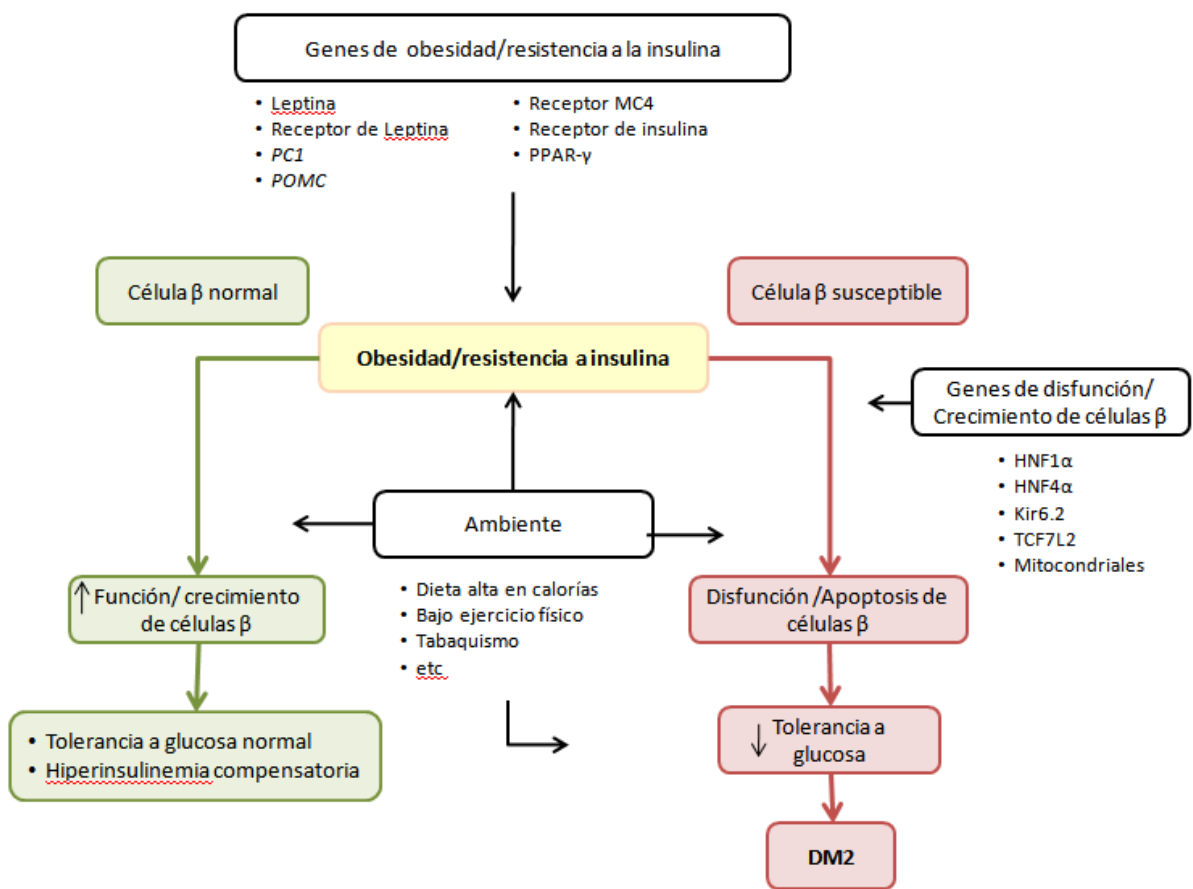 Genes de obesidad/resistencia a la insulina
• Leptina
• Receptor de Leptina
• PC1
• POMC
• Receptor MC4
• Receptor de insulina
• PPAR-γ
Célula β normal
Célula β susceptible
Obesidad/resistencia a insulina
Genes de disfunción/
Crecimiento de células β
• HNF1α
• HNF4α
• Kir6.2
• TCF7L2
• Mitocondriales
Ambiente
• Dieta alta en calorías
• Bajo ejercicio físico
• Tabaquismo
• etc
↑ Función/ crecimiento
de células β
Disfunción /Apoptosis de
células β
• Tolerancia a glucosa normal
• Hiperinsulinemia compensatoria
↓ Tolerancia a
glucosa
DM2